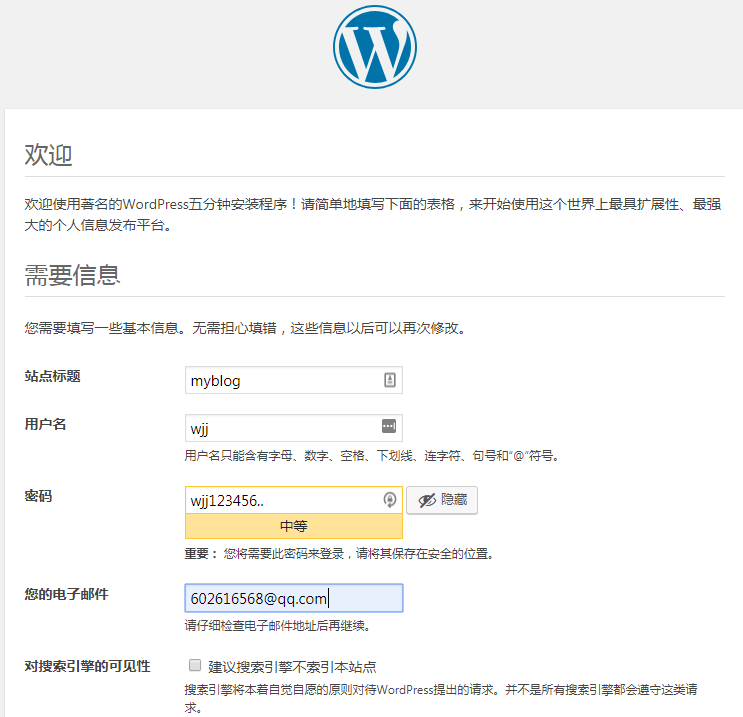 欢迎
欢迎使用著名的WordPress五分钟安装程序！请简单地填写下面的表格，来开始使用这个世界上最具扩展性、最强
大的个人信息发布平台。
需要信息
您需要填写一些基本信息。无需担心填错，这些信息以后可以再次修改。
站点标题 myblog
用户名 wjj
用户名只能含有字母、数字、空格、下划线、连字符、句号和“@”符号。
密码 wjj123456.. 隐藏
中等
重要： 您将需要此密码来登录，请将其保存在安全的位置。
您的电子邮件 602616568@qq.com
请仔细检查电子邮件地址后再继续。
对搜索引擎的可见性 建议搜索引擎不索引本站点
搜索引擎将本着自觉自愿的原则对待WordPress提出的请求。并不是所有搜索引擎都会遵守这类请
求。